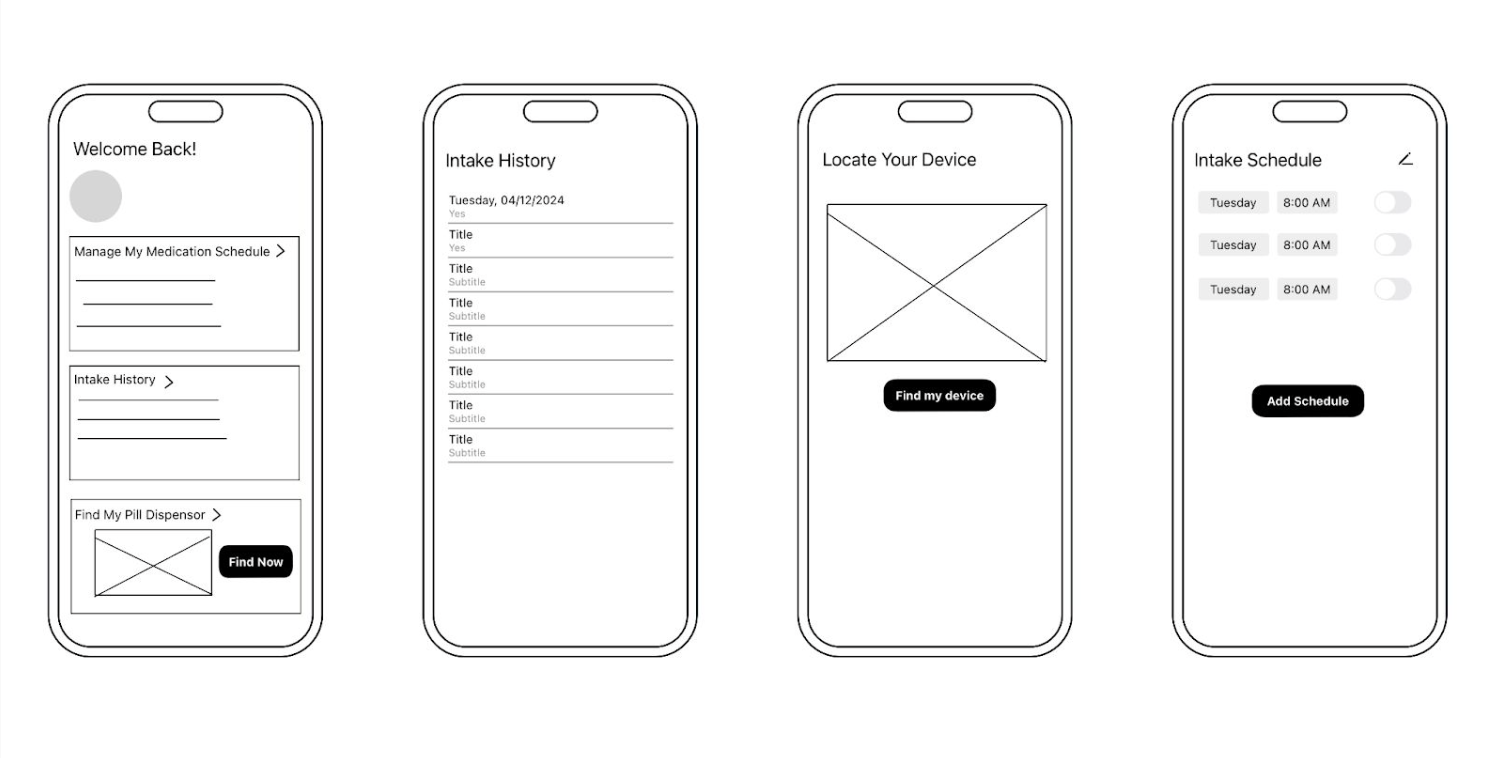 Welcome Back!
Manage My Medication Schedule
Intake History
Find My Pill Dispensor
Find Now
Intake History
Tuesday, 04/12/2024
Yes
Title
Yes
Title
Subtitle
Title
Subtitle
Title
Subtitle
Title
Subtitle
Title
Subtitle
Title
Subtitle
Locate Your Device
Find my device
Intake Schedule
Tuesday 8:00 AM
Tuesday 8:00 AM
Tuesday 8:00 AM
Add Schedule